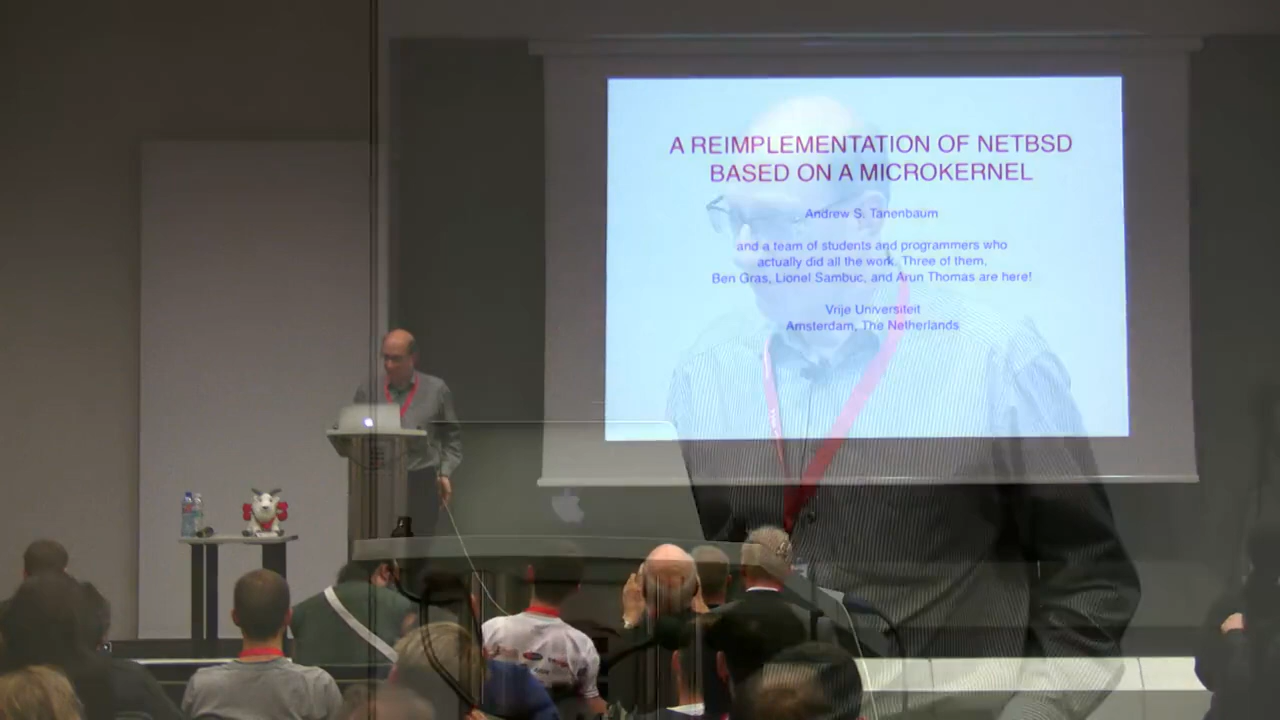 A REIMPLEMENTATION OF NETBSD
BASED ON A MICROKERNEL
Andrew S. Tanenbaum
and a team of students and programmers who
actually did all the work. Three of them,
Ben Gras, Lionel Sambuc, and Arun Thomas are here!
Vrije Universiteit
Amsterdam, The Netherlands